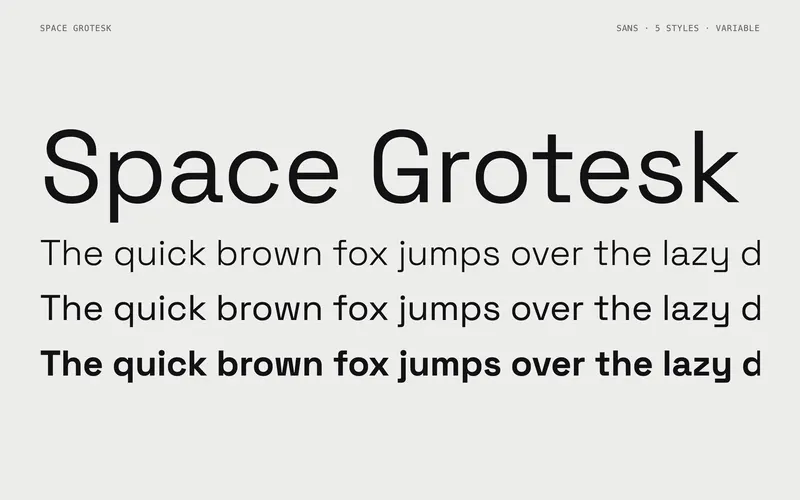 SPACE GROTESK
SANS · 5 STYLES · VARIABLE
Space Grotesk
The quick brown fox jumps over the lazy d
The quick brown fox jumps over the lazy d
The quick brown fox jumps over the lazy d